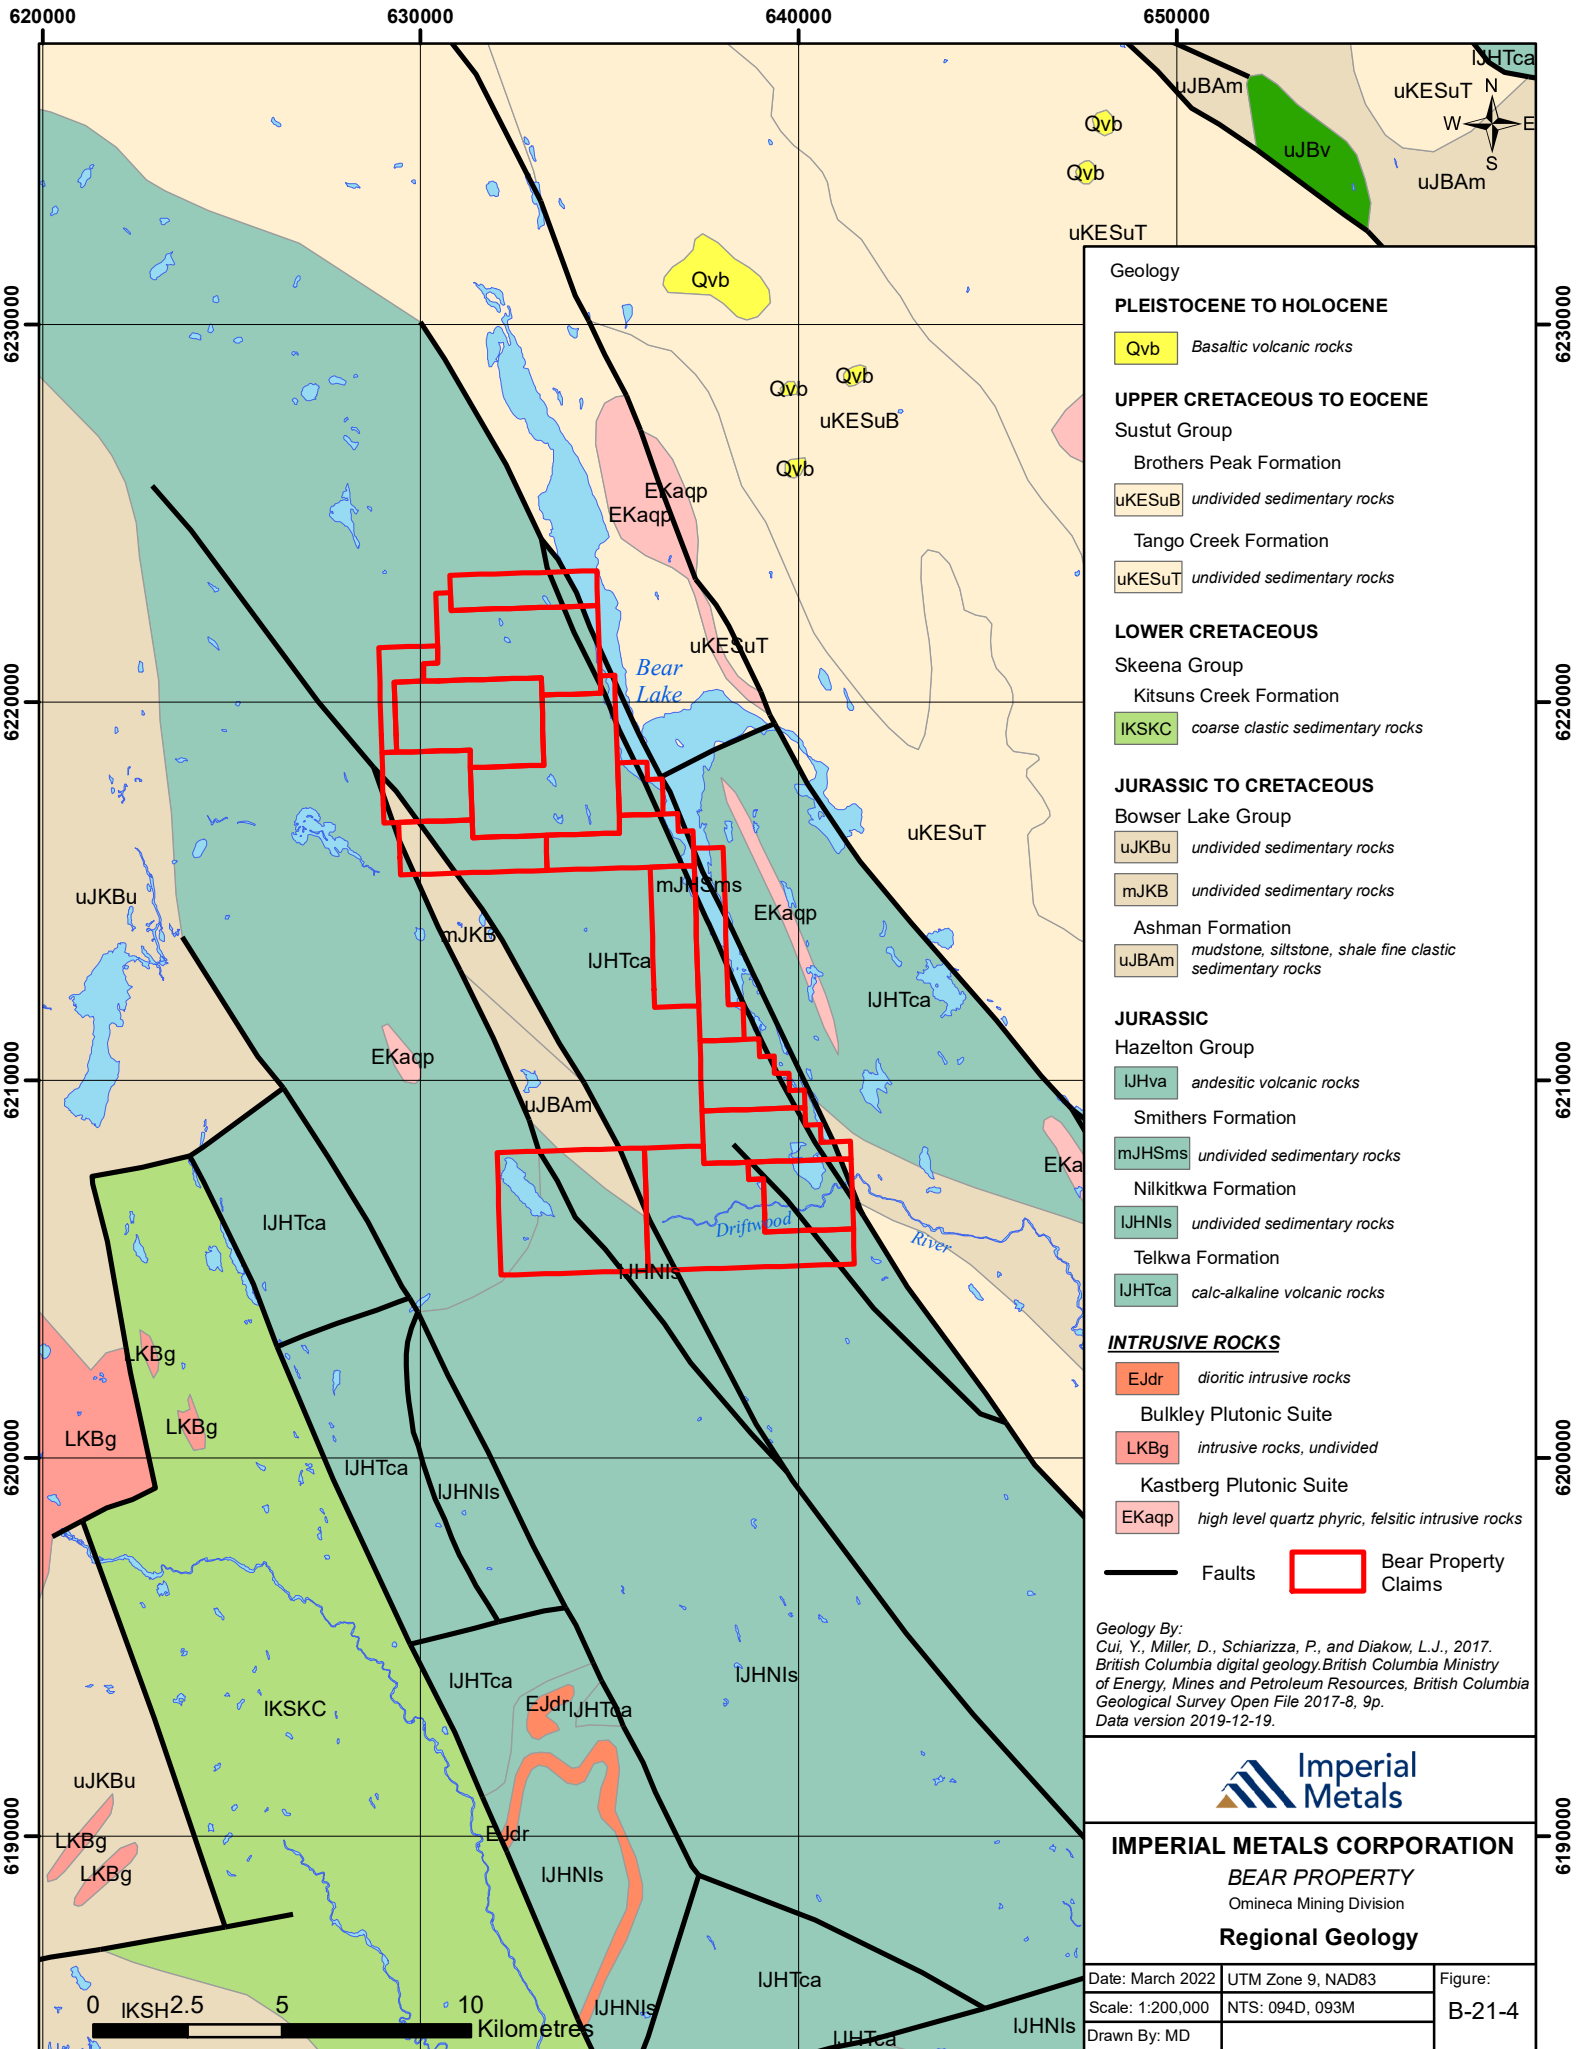 620000 630000 640000 650000
6230000 6220000 6210000 6200000 6190000
6230000 6220000 6210000 6200000 6190000
lJHTca
uJBAm
uKESuT
N
W E
S
Qvb
uJBv
Qvb
uJBAm
uKESuT
Qvb
Qvb
Qvb
uKESuB
Qvb
EKaqp
EKaqp
uKESuT
Bear
Lake
uKESuT
mJHSms
uJKBu
EKaqp
mJKB
lJHTca
lJHTca
EKaqp
uJBAm
EKa
lJHTca
Driftwood
River
lJHNls
LKBg
LKBg
LKBg
lJHTca
lJHNls
lJHTca
lJHNls
EJdr
lJHTca
lKSKC
uJKBu
LKBg
EJdr
LKBg
lJHNls
lJHTca
lJHNls
lJHNls
lJHTca
lKSH
0 2.5 5 10
Kilometres
Geology
PLEISTOCENE TO HOLOCENE
Qvb Basaltic volcanic rocks
UPPER CRETACEOUS TO EOCENE
Sustut Group
Brothers Peak Formation
uKESuB undivided sedimentary rocks
Tango Creek Formation
uKESuT undivided sedimentary rocks
LOWER CRETACEOUS
Skeena Group
Kitsuns Creek Formation
lKSKC coarse clastic sedimentary rocks
JURASSIC TO CRETACEOUS
Bowser Lake Group
uJKBu undivided sedimentary rocks
mJKB undivided sedimentary rocks
Ashman Formation
uJBAm mudstone, siltstone, shale fine clastic
sedimentary rocks
JURASSIC
Hazelton Group
lJHva andesitic volcanic rocks
Smithers Formation
mJHSms undivided sedimentary rocks
Nilkitkwa Formation
lJHNls undivided sedimentary rocks
Telkwa Formation
lJHTca calc-alkaline volcanic rocks
INTRUSIVE ROCKS
EJdr dioritic intrusive rocks
Bulkley Plutonic Suite
LKBg intrusive rocks, undivided
Kastberg Plutonic Suite
EKaqp high level quartz phyric, felsitic intrusive rocks
Faults
Bear Property
Claims
Geology By:
Cui, Y., Miller, D., Schiarizza, P., and Diakow, L.J., 2017.
British Columbia digital geology.British Columbia Ministry
of Energy, Mines and Petroleum Resources, British Columbia
Geological Survey Open File 2017-8, 9p.
Data version 2019-12-19.
Imperial
Metals
IMPERIAL METALS CORPORATION
BEAR PROPERTY
Omineca Mining Division
Regional Geology
Date: March 2022 UTM Zone 9, NAD83 Figure:
Scale: 1:200,000 NTS: 094D, 093M B-21-4
Drawn By: MD